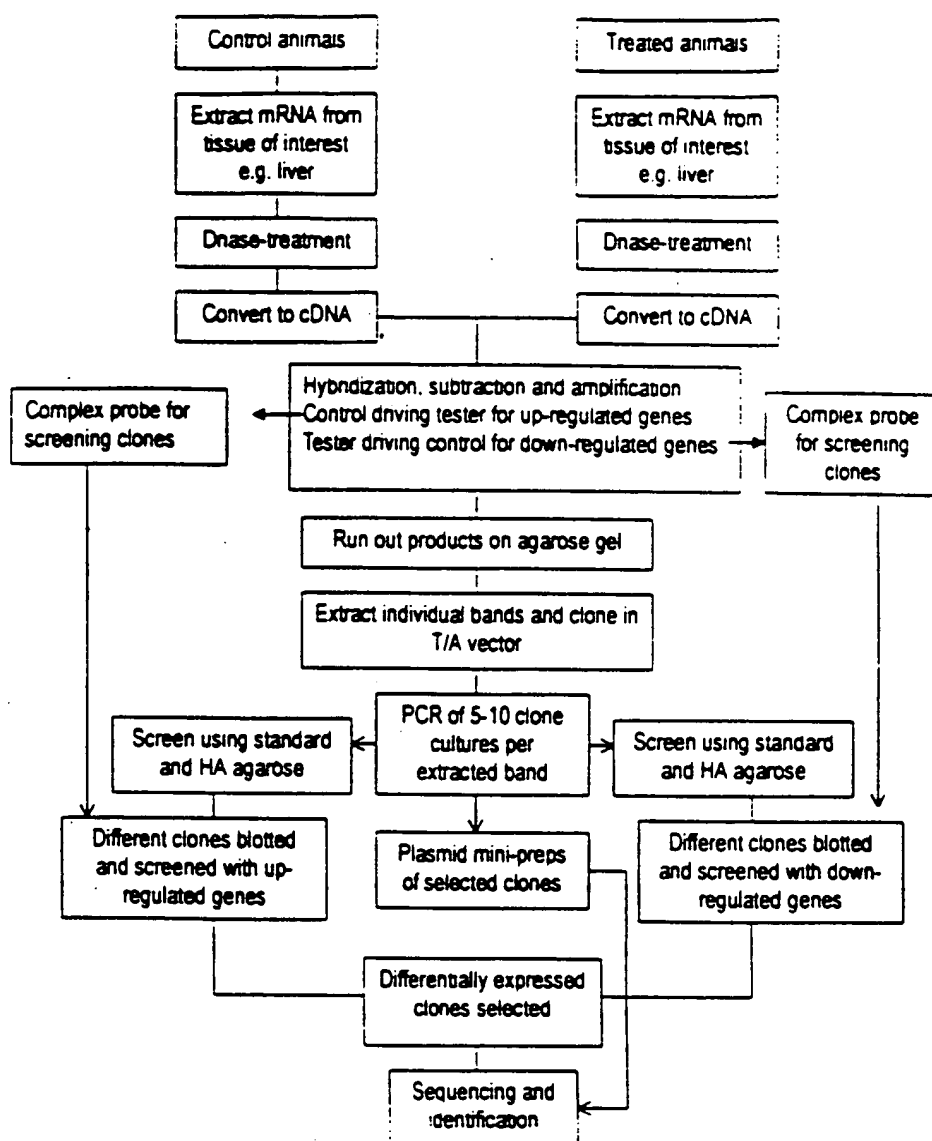 Control animals
Treated animals
Extract mRNA from
tissue of interest
e.g. liver
Extract mRNA from
tissue of interest
e.g. liver
Dnase-treatment
Dnase-treatment
Convert to cDNA
Convert to cDNA
Hybridization, subtraction and amplification
Control driving tester for up-regulated genes
Tester driving control for down-regulated genes
Complex probe for
screening clones
Complex probe
for screening
clones
Run out products on agarose gel
Extract individual bands and clone in
T/A vector
PCR of 5-10 clone
cultures per
extracted band
Screen using standard
and HA agarose
Screen using standard
and HA agarose
Different clones blotted
and screened with up-
regulated genes
Plasmid mini-preps
of selected clones
Different clones blotted
and screened with down-
regulated genes
Differentially expressed
clones selected
Sequencing and
identification